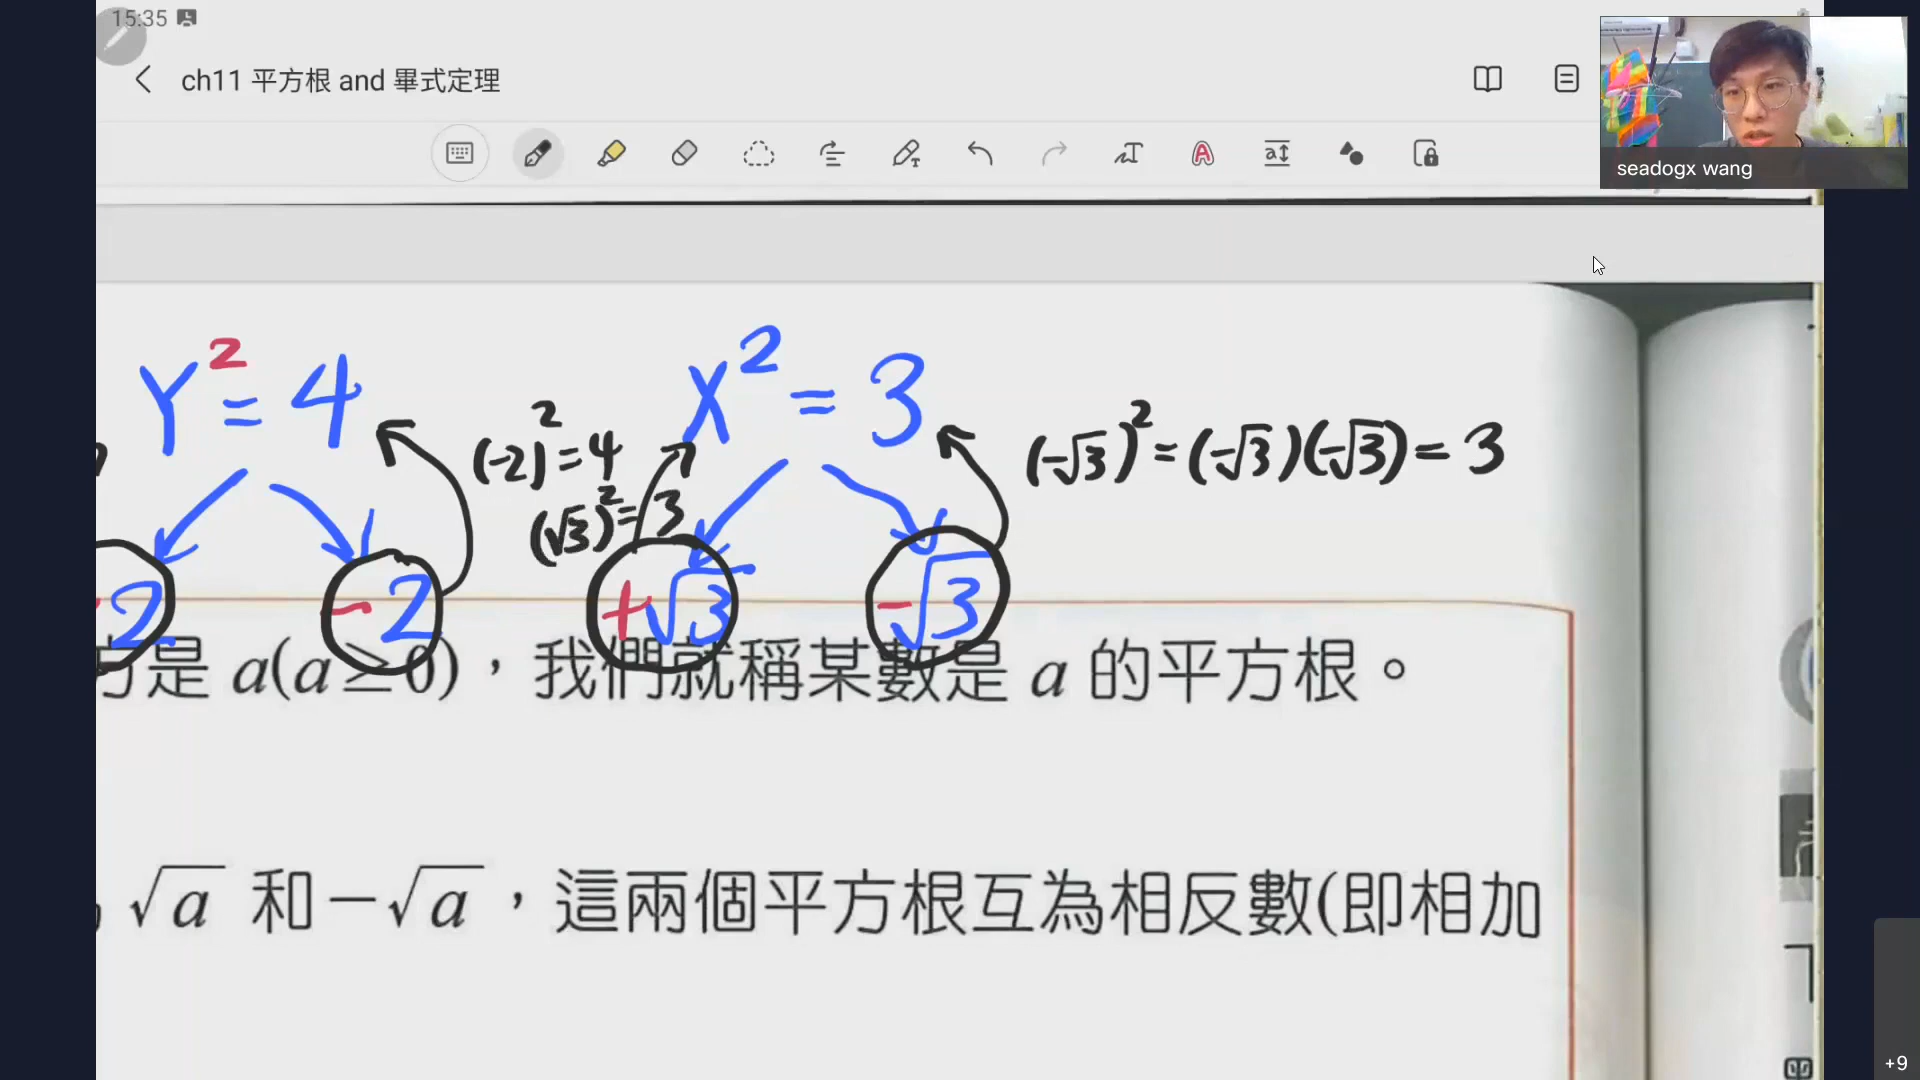 15:35
ch11 平方根 and 畢式定理
seadogx wang
Y² = 4
X² = 3
(-2)² = 4
(-√3)² = (-√3)(-√3) = 3
(√3)² = 3
2
-2
+√3
-√3
方是 a(a≥0)，我們就稱某數是 a 的平方根。
√a 和 -√a，這兩個平方根互為相反數(即相加
+9